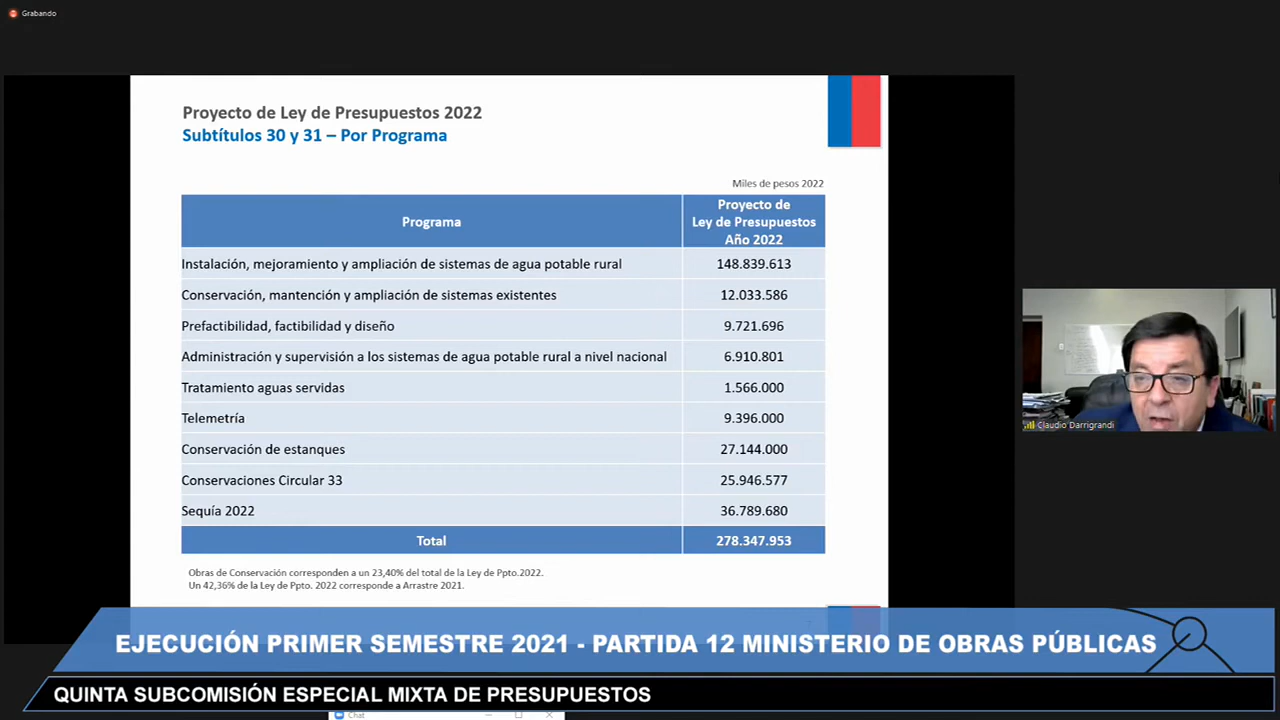 Grabando
Proyecto de Ley de Presupuestos 2022
Subtítulos 30 y 31 – Por Programa
Miles de pesos 2022
Programa
Proyecto de
Ley de Presupuestos
Año 2022
Instalación, mejoramiento y ampliación de sistemas de agua potable rural 148.839.613
Conservación, mantención y ampliación de sistemas existentes 12.033.586
Prefactibilidad, factibilidad y diseño 9.721.696
Administración y supervisión a los sistemas de agua potable rural a nivel nacional 6.910.801
Tratamiento aguas servidas 1.566.000
Telemetría 9.396.000
Conservación de estanques 27.144.000
Conservaciones Circular 33 25.946.577
Sequía 2022 36.789.680
Total 278.347.953
Obras de Conservación corresponden a un 23,40% del total de la Ley de Ppto.2022.
Un 42,36% de la Ley de Ppto. 2022 corresponde a Arrastre 2021.
Claudio Darrigrandi
EJECUCIÓN PRIMER SEMESTRE 2021 - PARTIDA 12 MINISTERIO DE OBRAS PÚBLICAS
QUINTA SUBCOMISIÓN ESPECIAL MIXTA DE PRESUPUESTOS
Chat